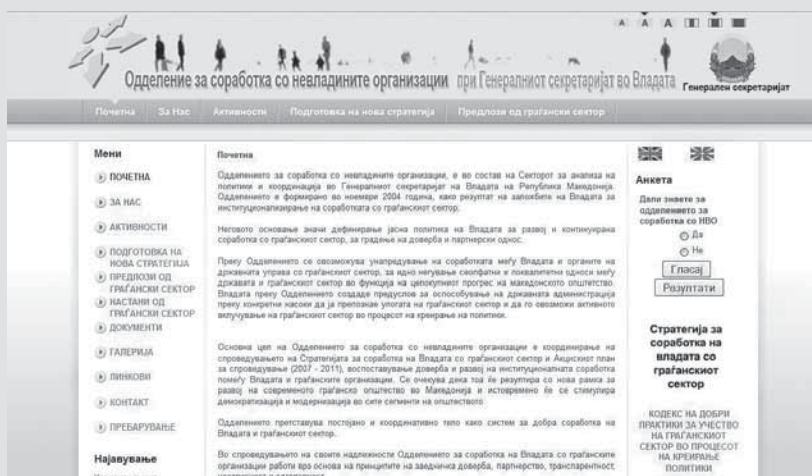 A A A
Одделение за соработка со невладините организации при Генералниот секретаријат во Владата
Генерален секретаријат
Почетна За Нас Активности Подготовка на нова стратегија Предлози од граѓански сектор
Мени
ПОЧЕТНА
ЗА НАС
АКТИВНОСТИ
ПОДГОТОВКА НА
НОВА СТРАТЕГИЈА
ПРЕДЛОЗИ ОД
ГРАЃАНСКИ СЕКТОР
НАСТАНИ ОД
ГРАЃАНСКИ СЕКТОР
ДОКУМЕНТИ
ГАЛЕРИЈА
ЛИНКОВИ
КОНТАКТ
ПРЕБАРУВАЊЕ
Најавување
Почетна
Одделението за соработка со невладините организации, е во состав на Секторот за анализа на
политики и координација во Генералниот секретаријат на Владата на Република Македонија.
Одделението е формирано во ноември 2004 година, како резултат на заложбите на Владата за
институционализирање на соработката со граѓанскиот сектор.
Неговото основање значи дефинирање јасна политика на Владата за развој и континуирана
соработка со граѓанскиот сектор, за градење на доверба и партнерски однос.
Преку Одделението се овозможува унапредување на соработката меѓу Владата и органите на
државната управа со граѓанскиот сектор, за идно негување сеопфатни и поквалитетни односи меѓу
државата и граѓанскиот сектор во функција на целокупниот прогрес на македонското општество.
Владата преку Одделението создаде предуслов за оспособување на државната администрација
преку конкретни насоки да ја препознае улогата на граѓанскиот сектор и да го овозможи активното
вклучување на граѓанскиот сектор во процесот на креирање на политики.
Основна цел на Одделението за соработка со невладините организации е координирање на
спроведувањето на Стратегијата за соработка на Владата со граѓанскиот сектор и Акцискиот план
за спроведување (2007 - 2011), воспоставување доверба и развој на институционалната соработка
помеѓу Владата и граѓанските организации. Се очекува дека тоа ќе резултира со нова рамка за
развој на современото граѓанско општество во Македонија и истовремено ќе се стимулира
демократизација и модернизација во сите сегменти на општеството.
Одделението претставува постојано и координативно тело како систем за добра соработка на
Владата и граѓанскиот сектор.
Во спроведувањето на своите надлежности Одделението за соработка на Владата со граѓанските
организации работи врз основа на принципите на заедничка доверба, партнерство, транспарентност,
Анкета
Дали знаете за
одделението за
соработка со НВО
Да
Не
Гласај
Резултати
Стратегија за
соработка на
владата со
граѓанскиот
сектор
КОДЕКС НА ДОБРИ
ПРАКТИКИ ЗА УЧЕСТВО
НА ГРАЃАНСКИОТ
СЕКТОР ВО ПРОЦЕСОТ
НА КРЕИРАЊЕ
ПОЛИТИКИ